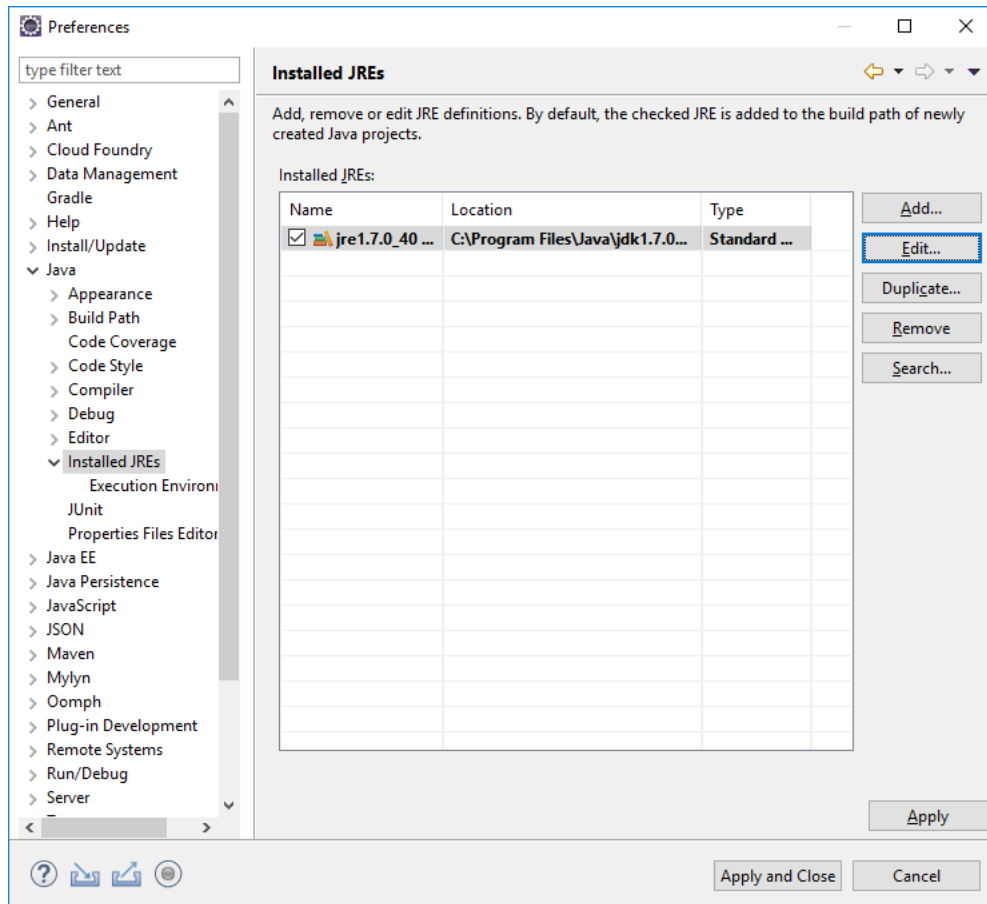 Preferences
type filter text
General
Ant
Cloud Foundry
Data Management
Gradle
Help
Install/Update
Java
Appearance
Build Path
Code Coverage
Code Style
Compiler
Debug
Editor
Installed JREs
Execution Environ
JUnit
Properties Files Editor
Java EE
Java Persistence
JavaScript
JSON
Maven
Mylyn
Oomph
Plug-in Development
Remote Systems
Run/Debug
Server
Installed JREs
Add, remove or edit JRE definitions. By default, the checked JRE is added to the build path of newly
created Java projects.
Installed JREs:
Name Location Type
jre1.7.0_40 ... C:\Program Files\Java\jdk1.7.0... Standard ...
Add...
Edit...
Duplicate...
Remove
Search...
Apply
Apply and Close Cancel